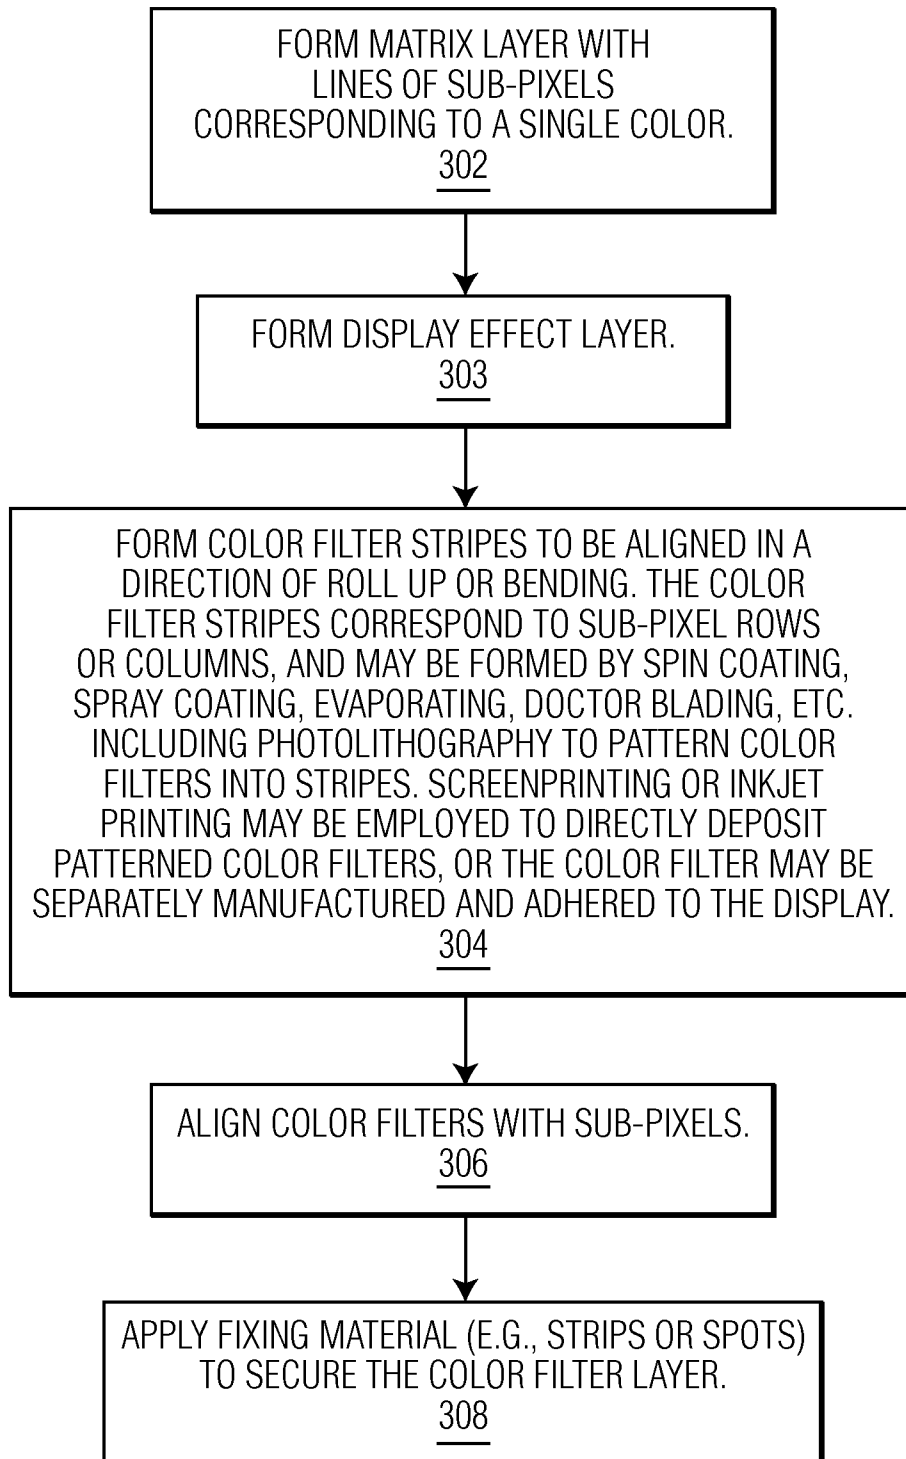 FORM MATRIX LAYER WITH
LINES OF SUB-PIXELS
CORRESPONDING TO A SINGLE COLOR.
302
FORM DISPLAY EFFECT LAYER.
303
FORM COLOR FILTER STRIPES TO BE ALIGNED IN A
DIRECTION OF ROLL UP OR BENDING. THE COLOR
FILTER STRIPES CORRESPOND TO SUB-PIXEL ROWS
OR COLUMNS, AND MAY BE FORMED BY SPIN COATING,
SPRAY COATING, EVAPORATING, DOCTOR BLADING, ETC.
INCLUDING PHOTOLITHOGRAPHY TO PATTERN COLOR
FILTERS INTO STRIPES. SCREENPRINTING OR INKJET
PRINTING MAY BE EMPLOYED TO DIRECTLY DEPOSIT
PATTERNED COLOR FILTERS, OR THE COLOR FILTER MAY BE
SEPARATELY MANUFACTURED AND ADHERED TO THE DISPLAY.
304
ALIGN COLOR FILTERS WITH SUB-PIXELS.
306
APPLY FIXING MATERIAL (E.G., STRIPS OR SPOTS)
TO SECURE THE COLOR FILTER LAYER.
308